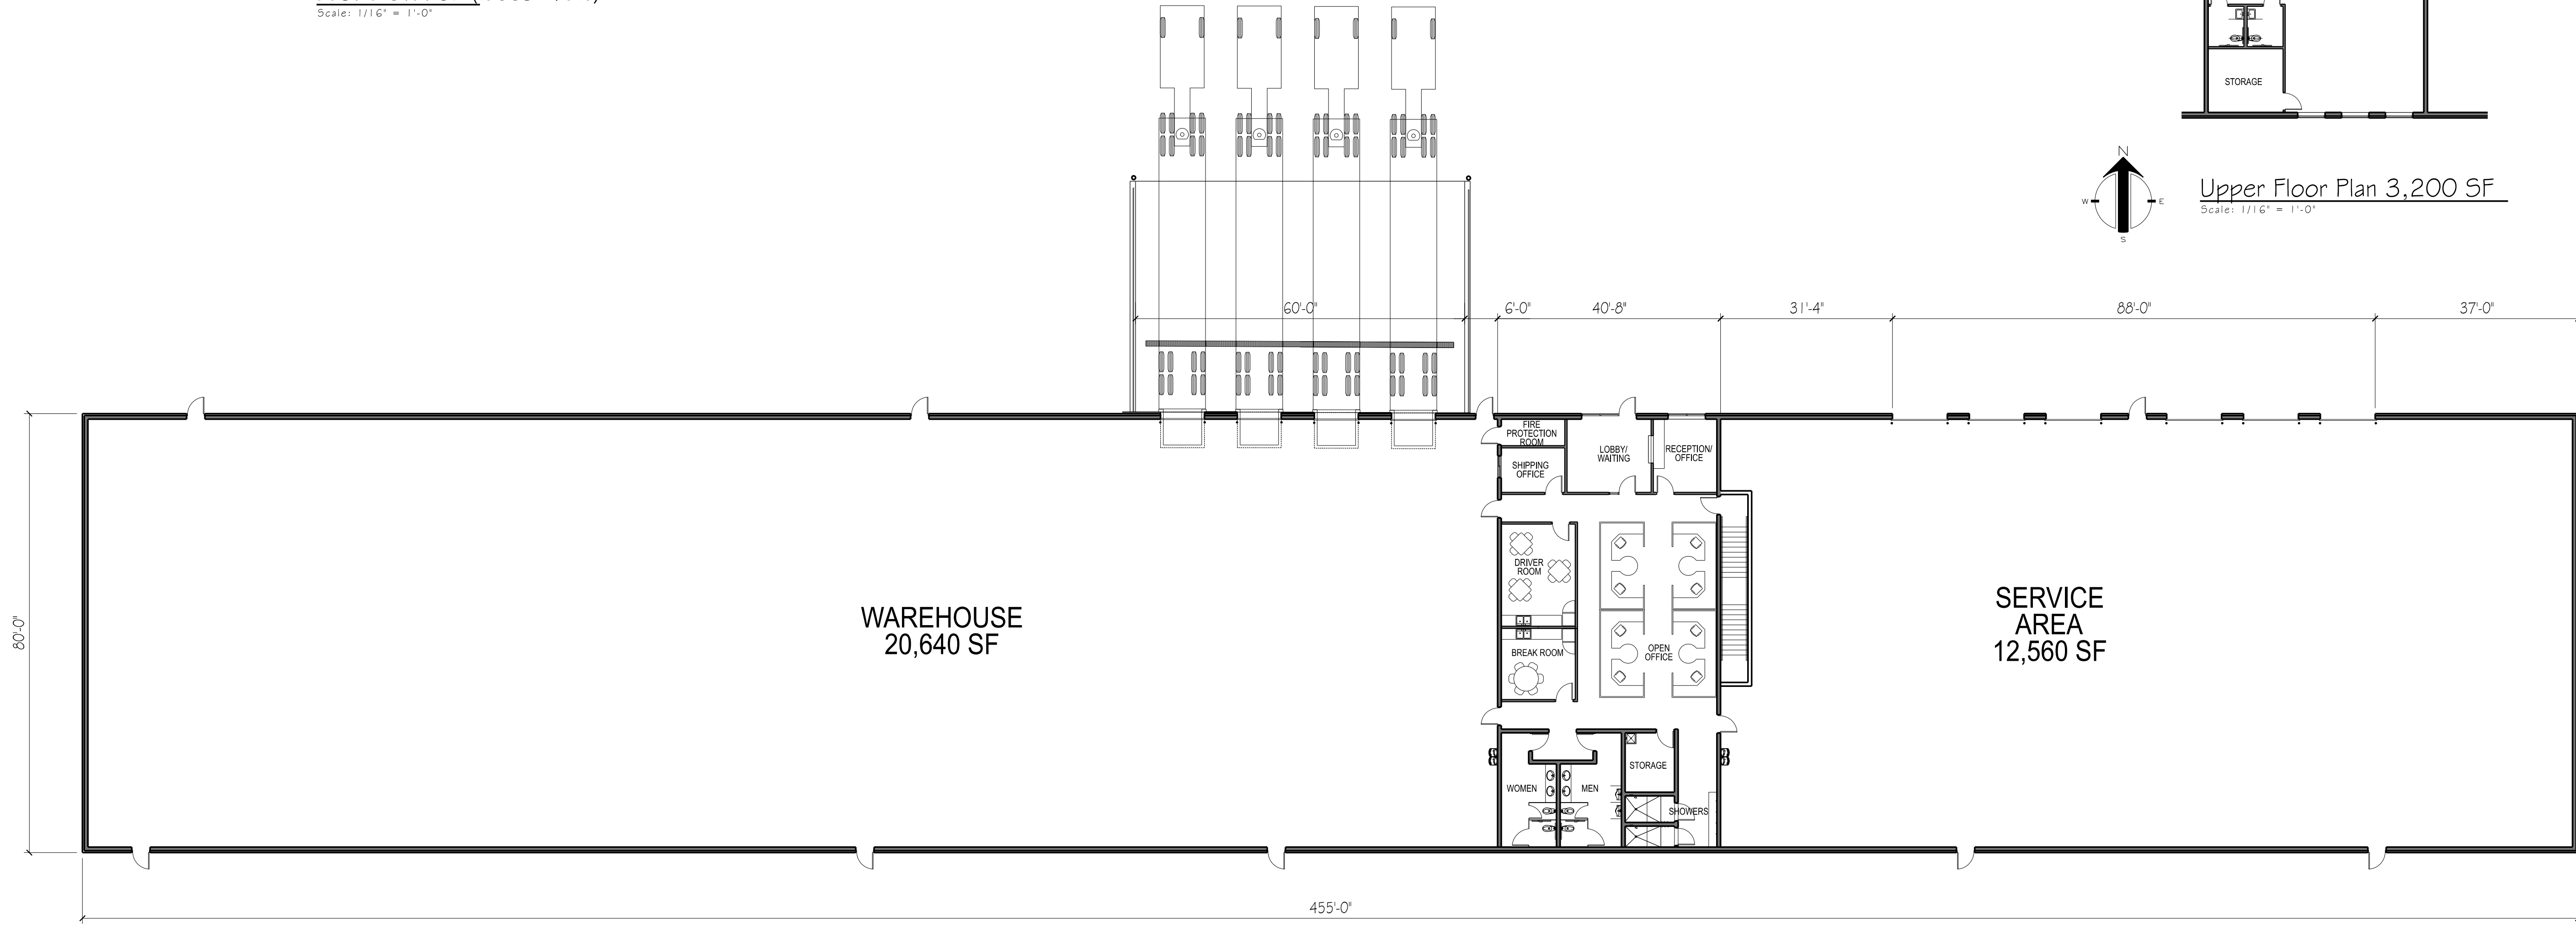 Scale: 1/16" = 1'-0"
STORAGE
N
W
E
S
Upper Floor Plan 3,200 SF
Scale: 1/16" = 1'-0"
60'-0"
6'-0"
40'-8"
31'-4"
88'-0"
37'-0"
FIRE
PROTECTION
ROOM
SHIPPING
OFFICE
LOBBY/
WAITING
RECEPTION/
OFFICE
DRIVER
ROOM
BREAK ROOM
OPEN
OFFICE
WAREHOUSE
20,640 SF
SERVICE
AREA
12,560 SF
80'-0"
STORAGE
WOMEN
MEN
SHOWERS
455'-0"